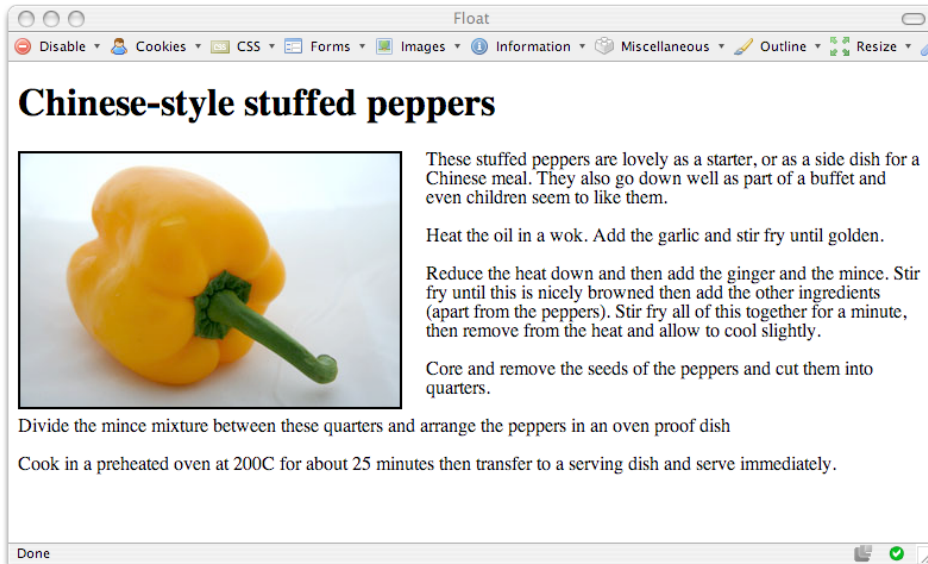 Float
Disable Cookies CSS Forms Images Information Miscellaneous Outline Resize
Chinese-style stuffed peppers
These stuffed peppers are lovely as a starter, or as a side dish for a
Chinese meal. They also go down well as part of a buffet and
even children seem to like them.
Heat the oil in a wok. Add the garlic and stir fry until golden.
Reduce the heat down and then add the ginger and the mince. Stir
fry until this is nicely browned then add the other ingredients
(apart from the peppers). Stir fry all of this together for a minute,
then remove from the heat and allow to cool slightly.
Core and remove the seeds of the peppers and cut them into
quarters.
Divide the mince mixture between these quarters and arrange the peppers in an oven proof dish
Cook in a preheated oven at 200C for about 25 minutes then transfer to a serving dish and serve immediately.
Done